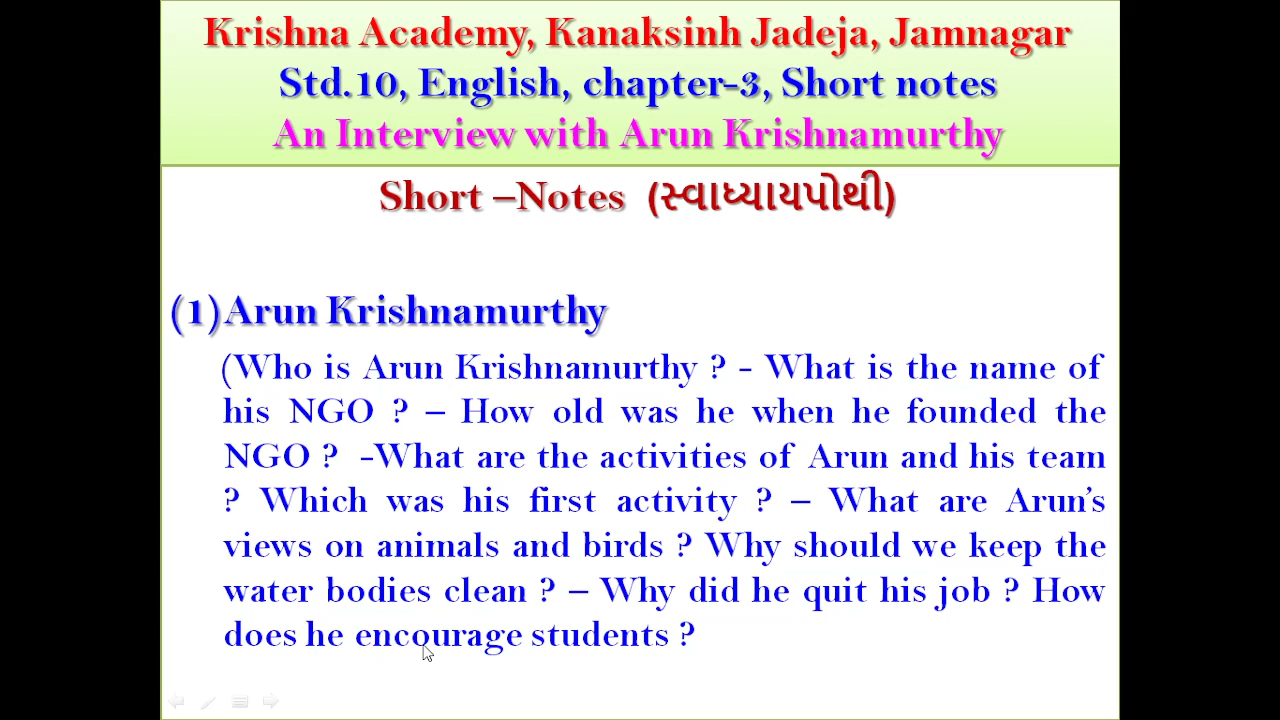 Krishna Academy, Kanaksinh Jadeja, Jamnagar
Std.10, English, chapter-3, Short notes
An Interview with Arun Krishnamurthy
Short –Notes (સ્વાધ્યાયપોથી)
(1)Arun Krishnamurthy
(Who is Arun Krishnamurthy ? - What is the name of
his NGO ? – How old was he when he founded the
NGO ? -What are the activities of Arun and his team
? Which was his first activity ? – What are Arun’s
views on animals and birds ? Why should we keep the
water bodies clean ? – Why did he quit his job ? How
does he encourage students ?